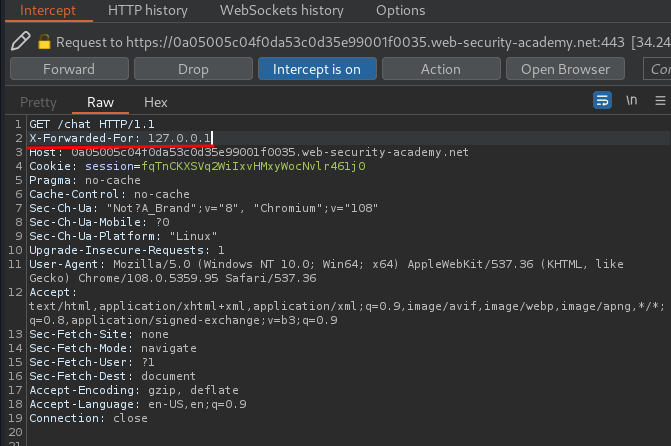 Intercept HTTP history WebSockets history Options
Request to https://0a05005c04f0da53c0d35e99001f0035.web-security-academy.net:443 [34.24
Forward Drop Intercept is on Action Open Browser Con
Pretty Raw Hex \n
1 GET /chat HTTP/1.1
2 X-Forwarded-For: 127.0.0.1
3 Host: 0a05005c04f0da53c0d35e99001f0035.web-security-academy.net
4 Cookie: session=fqTnCKXSVq2WiIxvHMxyWocNvlr461j0
5 Pragma: no-cache
6 Cache-Control: no-cache
7 Sec-Ch-Ua: "Not?A_Brand";v="8", "Chromium";v="108"
8 Sec-Ch-Ua-Mobile: ?0
9 Sec-Ch-Ua-Platform: "Linux"
10 Upgrade-Insecure-Requests: 1
11 User-Agent: Mozilla/5.0 (Windows NT 10.0; Win64; x64) AppleWebKit/537.36 (KHTML, like
Gecko) Chrome/108.0.5359.95 Safari/537.36
12 Accept:
text/html,application/xhtml+xml,application/xml;q=0.9,image/avif,image/webp,image/apng,*/*;
q=0.8,application/signed-exchange;v=b3;q=0.9
13 Sec-Fetch-Site: none
14 Sec-Fetch-Mode: navigate
15 Sec-Fetch-User: ?1
16 Sec-Fetch-Dest: document
17 Accept-Encoding: gzip, deflate
18 Accept-Language: en-US,en;q=0.9
19 Connection: close
20
21